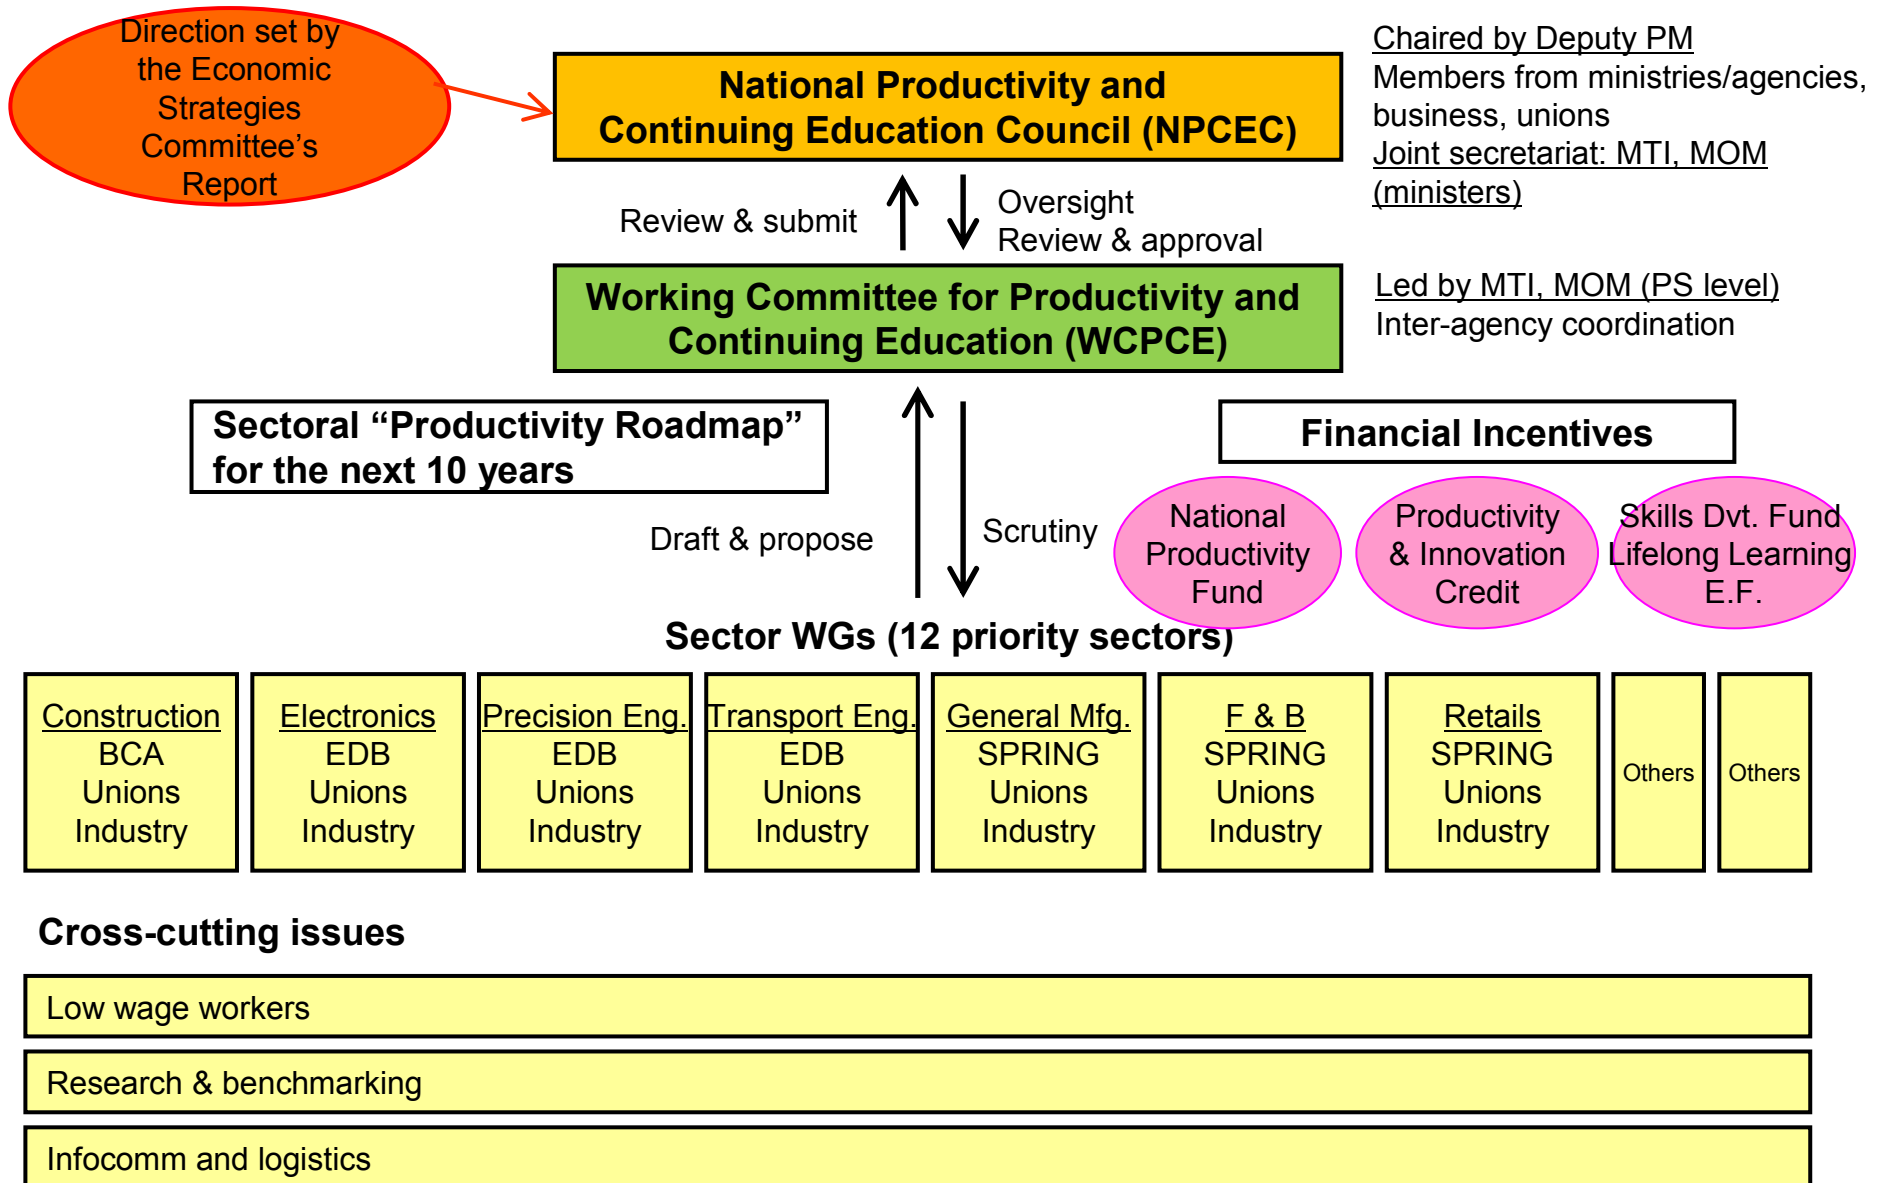 Direction set by
the Economic
Strategies
Committee’s
Report
National Productivity and
Continuing Education Council (NPCEC)
Chaired by Deputy PM
Members from ministries/agencies,
business, unions
Joint secretariat: MTI, MOM
(ministers)
Review & submit
Oversight
Review & approval
Working Committee for Productivity and
Continuing Education (WCPCE)
Led by MTI, MOM (PS level)
Inter-agency coordination
Sectoral “Productivity Roadmap”
for the next 10 years
Financial Incentives
Draft & propose
Scrutiny
National
Productivity
Fund
Productivity
& Innovation
Credit
Skills Dvt. Fund
Lifelong Learning
E.F.
Sector WGs (12 priority sectors)
Construction
BCA
Unions
Industry
Electronics
EDB
Unions
Industry
Precision Eng.
EDB
Unions
Industry
Transport Eng.
EDB
Unions
Industry
General Mfg.
SPRING
Unions
Industry
F & B
SPRING
Unions
Industry
Retails
SPRING
Unions
Industry
Others
Others
Cross-cutting issues
Low wage workers
Research & benchmarking
Infocomm and logistics